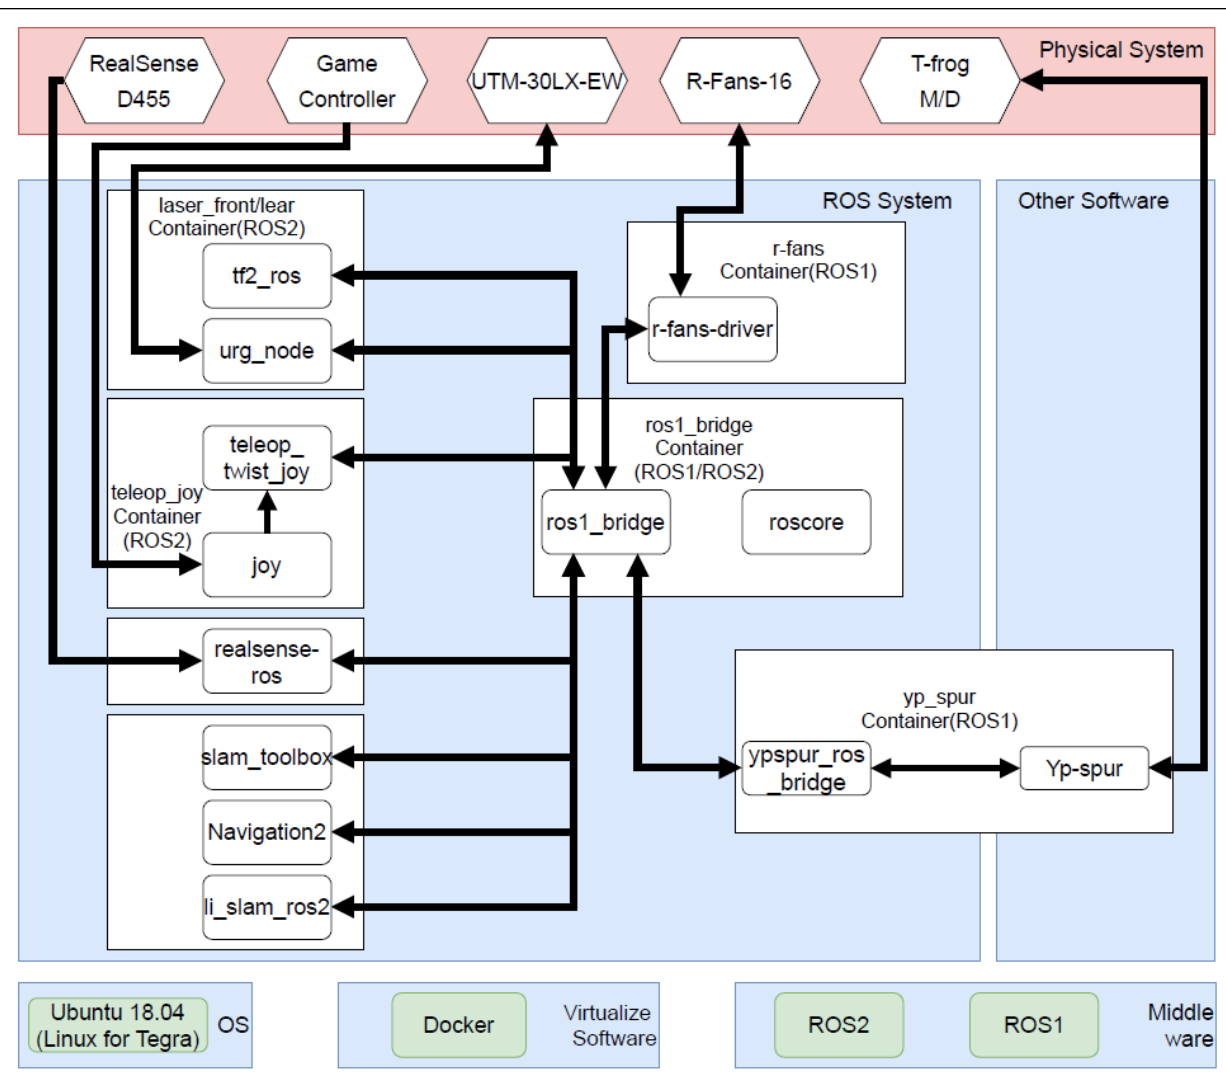 RealSense
D455
Game
Controller
UTM-30LX-EW
R-Fans-16
T-frog
M/D
Physical System
laser_front/lear
Container(ROS2)
tf2_ros
urg_node
ROS System
Other Software
r-fans
Container(ROS1)
r-fans-driver
teleop_joy
Container
(ROS2)
teleop_
twist_joy
joy
ros1_bridge
Container
(ROS1/ROS2)
ros1_bridge
roscore
realsense-
ros
slam_toolbox
Navigation2
li_slam_ros2
yp_spur
Container(ROS1)
ypspur_ros
_bridge
Yp-spur
Ubuntu 18.04
(Linux for Tegra)
OS
Docker
Virtualize
Software
ROS2
ROS1
Middle
ware